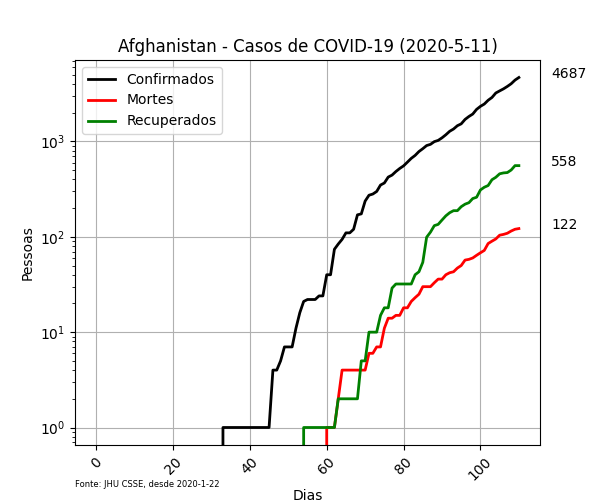 Afghanistan - Casos de COVID-19 (2020-5-11)
Confirmados
Mortes
Recuperados
4687
558
122
10³
10²
10¹
10⁰
Pessoas
0 20 40 60 80 100
Dias
Fonte: JHU CSSE, desde 2020-1-22